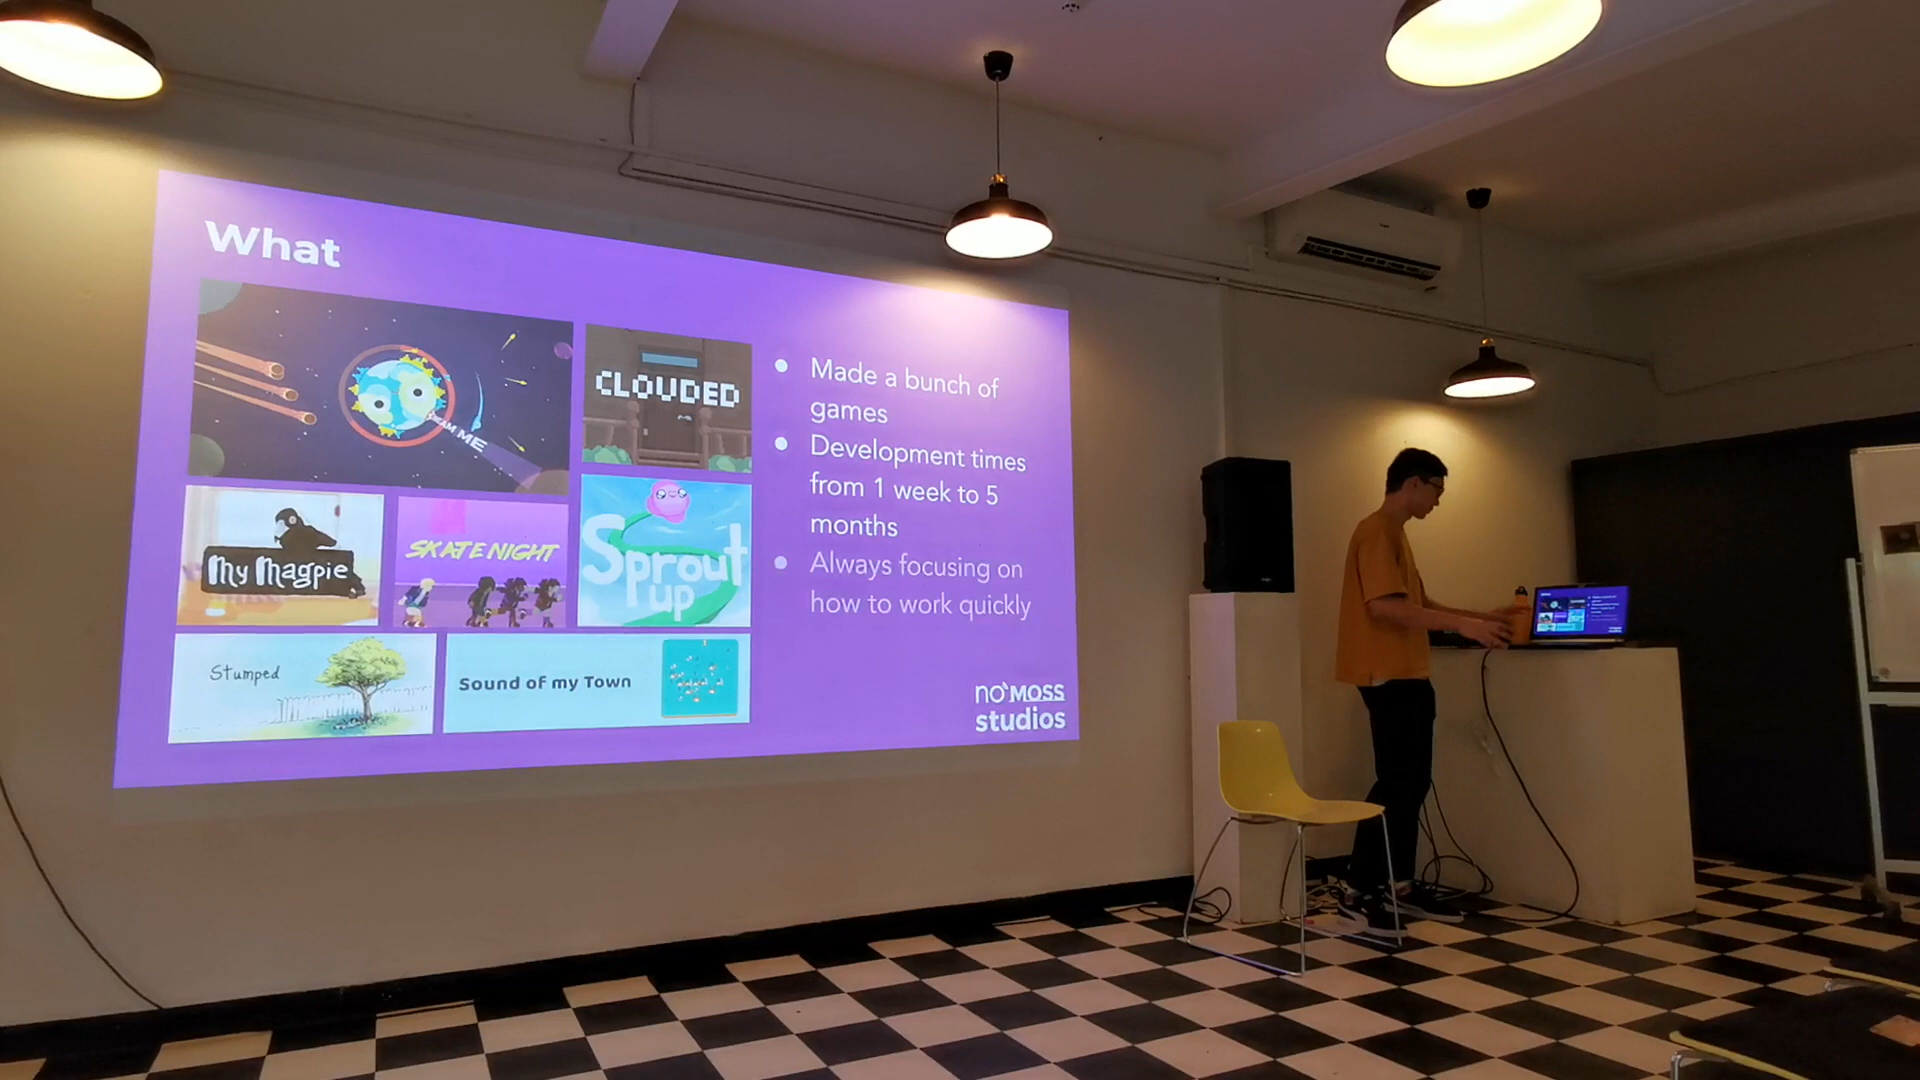 What
ME
CLOUDED
My Magpie
SKATE NIGHT
Sprout
up
Stumped
Sound of my Town
Made a bunch of
games
Development times
from 1 week to 5
months
Always focusing on
how to work quickly
no moss
studios